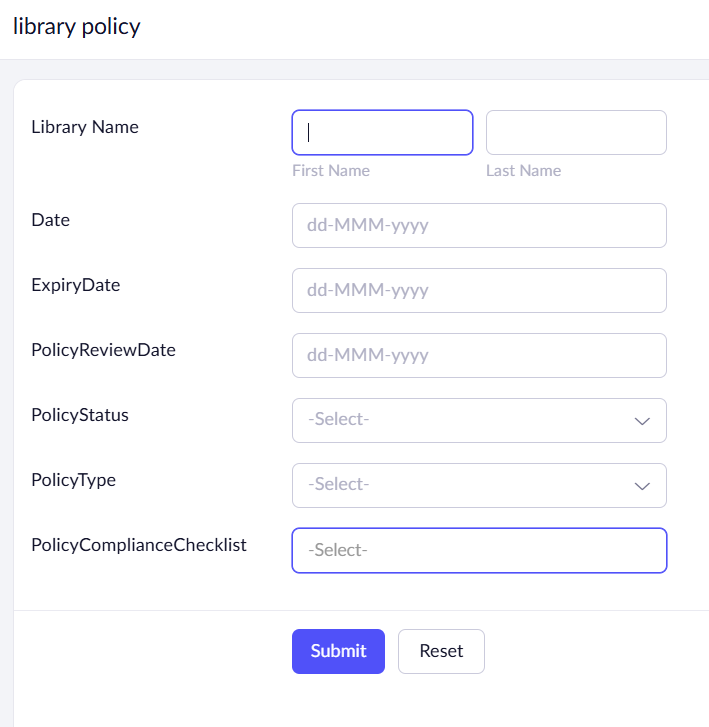 library policy
Library Name
First Name Last Name
Date dd-MMM-yyyy
ExpiryDate dd-MMM-yyyy
PolicyReviewDate dd-MMM-yyyy
PolicyStatus -Select-
PolicyType -Select-
PolicyComplianceChecklist -Select-
Submit Reset